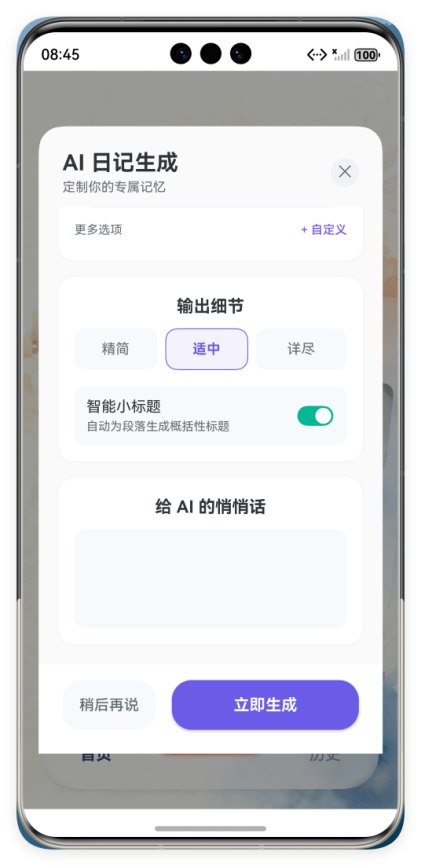 08:45
100
AI 日记生成
定制你的专属记忆
更多选项
+ 自定义
输出细节
精简
适中
详尽
智能小标题
自动为段落生成概括性标题
给 AI 的悄悄话
稍后再说
立即生成
首页
历史